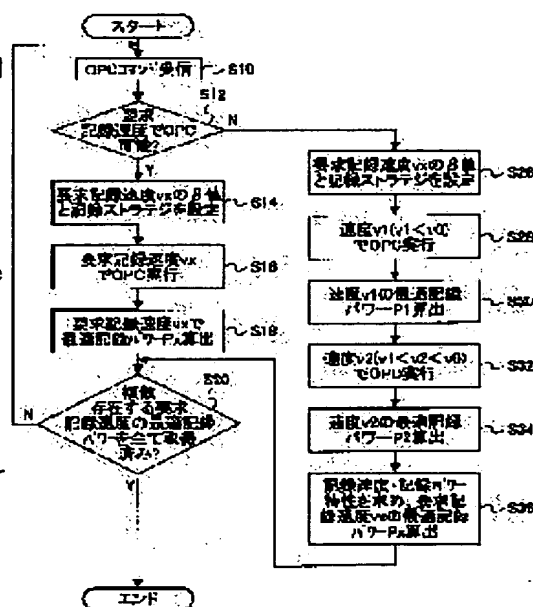 スタート
OPCコマンド受信
S10
S12
要求
記録速度でOPC
可能?
N
Y
要求記録速度vxのβ値
と記録ストラテジを設定
S14
要求記録速度vx
でOPC実行
S16
要求記録速度vxで
最適記録パワーPx算出
S18
S20
複数
存在する要求
記録速度の最適記録
パワーを全て取得
済み?
N
Y
エンド
要求記録速度vxのβ値
と記録ストラテジを設定
速度v1(v1<v0)
でOPC実行
速度v1の最適記録
パワーP1算出
速度v2(v1<v2<v0)
でOPC実行
S32
速度v2の最適記録
パワーP2算出
S34
記録速度・記録パワー
特性を求め、要求記
録速度vxの最適記録
パワーPx算出